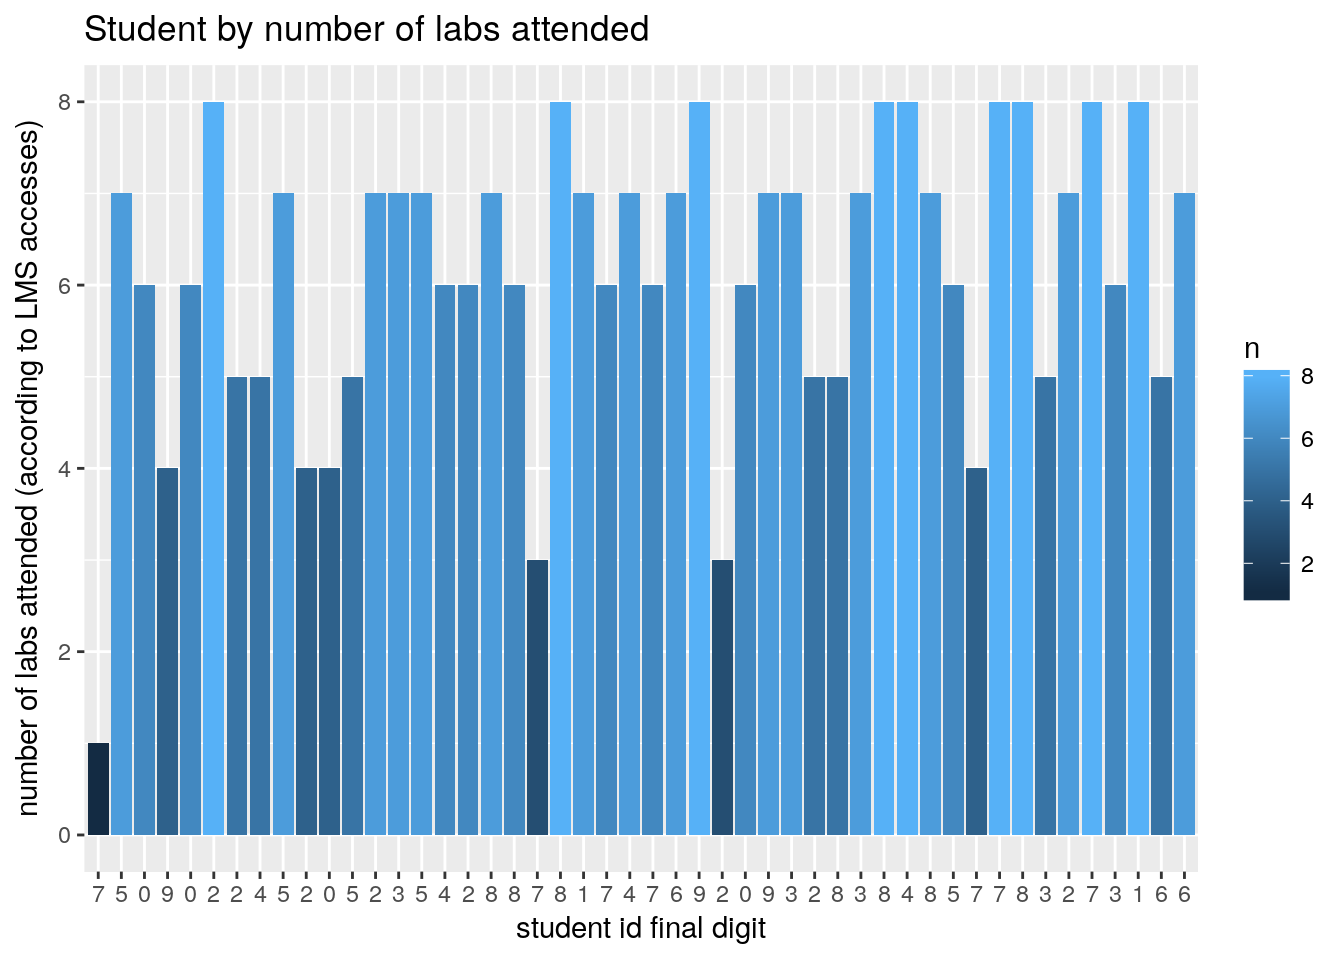 Student by number of labs attended
number of labs attended (according to LMS accesses)
8
6
4
2
0
7 5 0 9 0 2 2 4 5 2 0 5 2 3 5 4 2 8 8 7 8 1 7 4 7 6 9 2 0 9 3 2 8 3 8 4 8 5 7 7 8 3 2 7 3 1 6 6
student id final digit
n
8
6
4
2